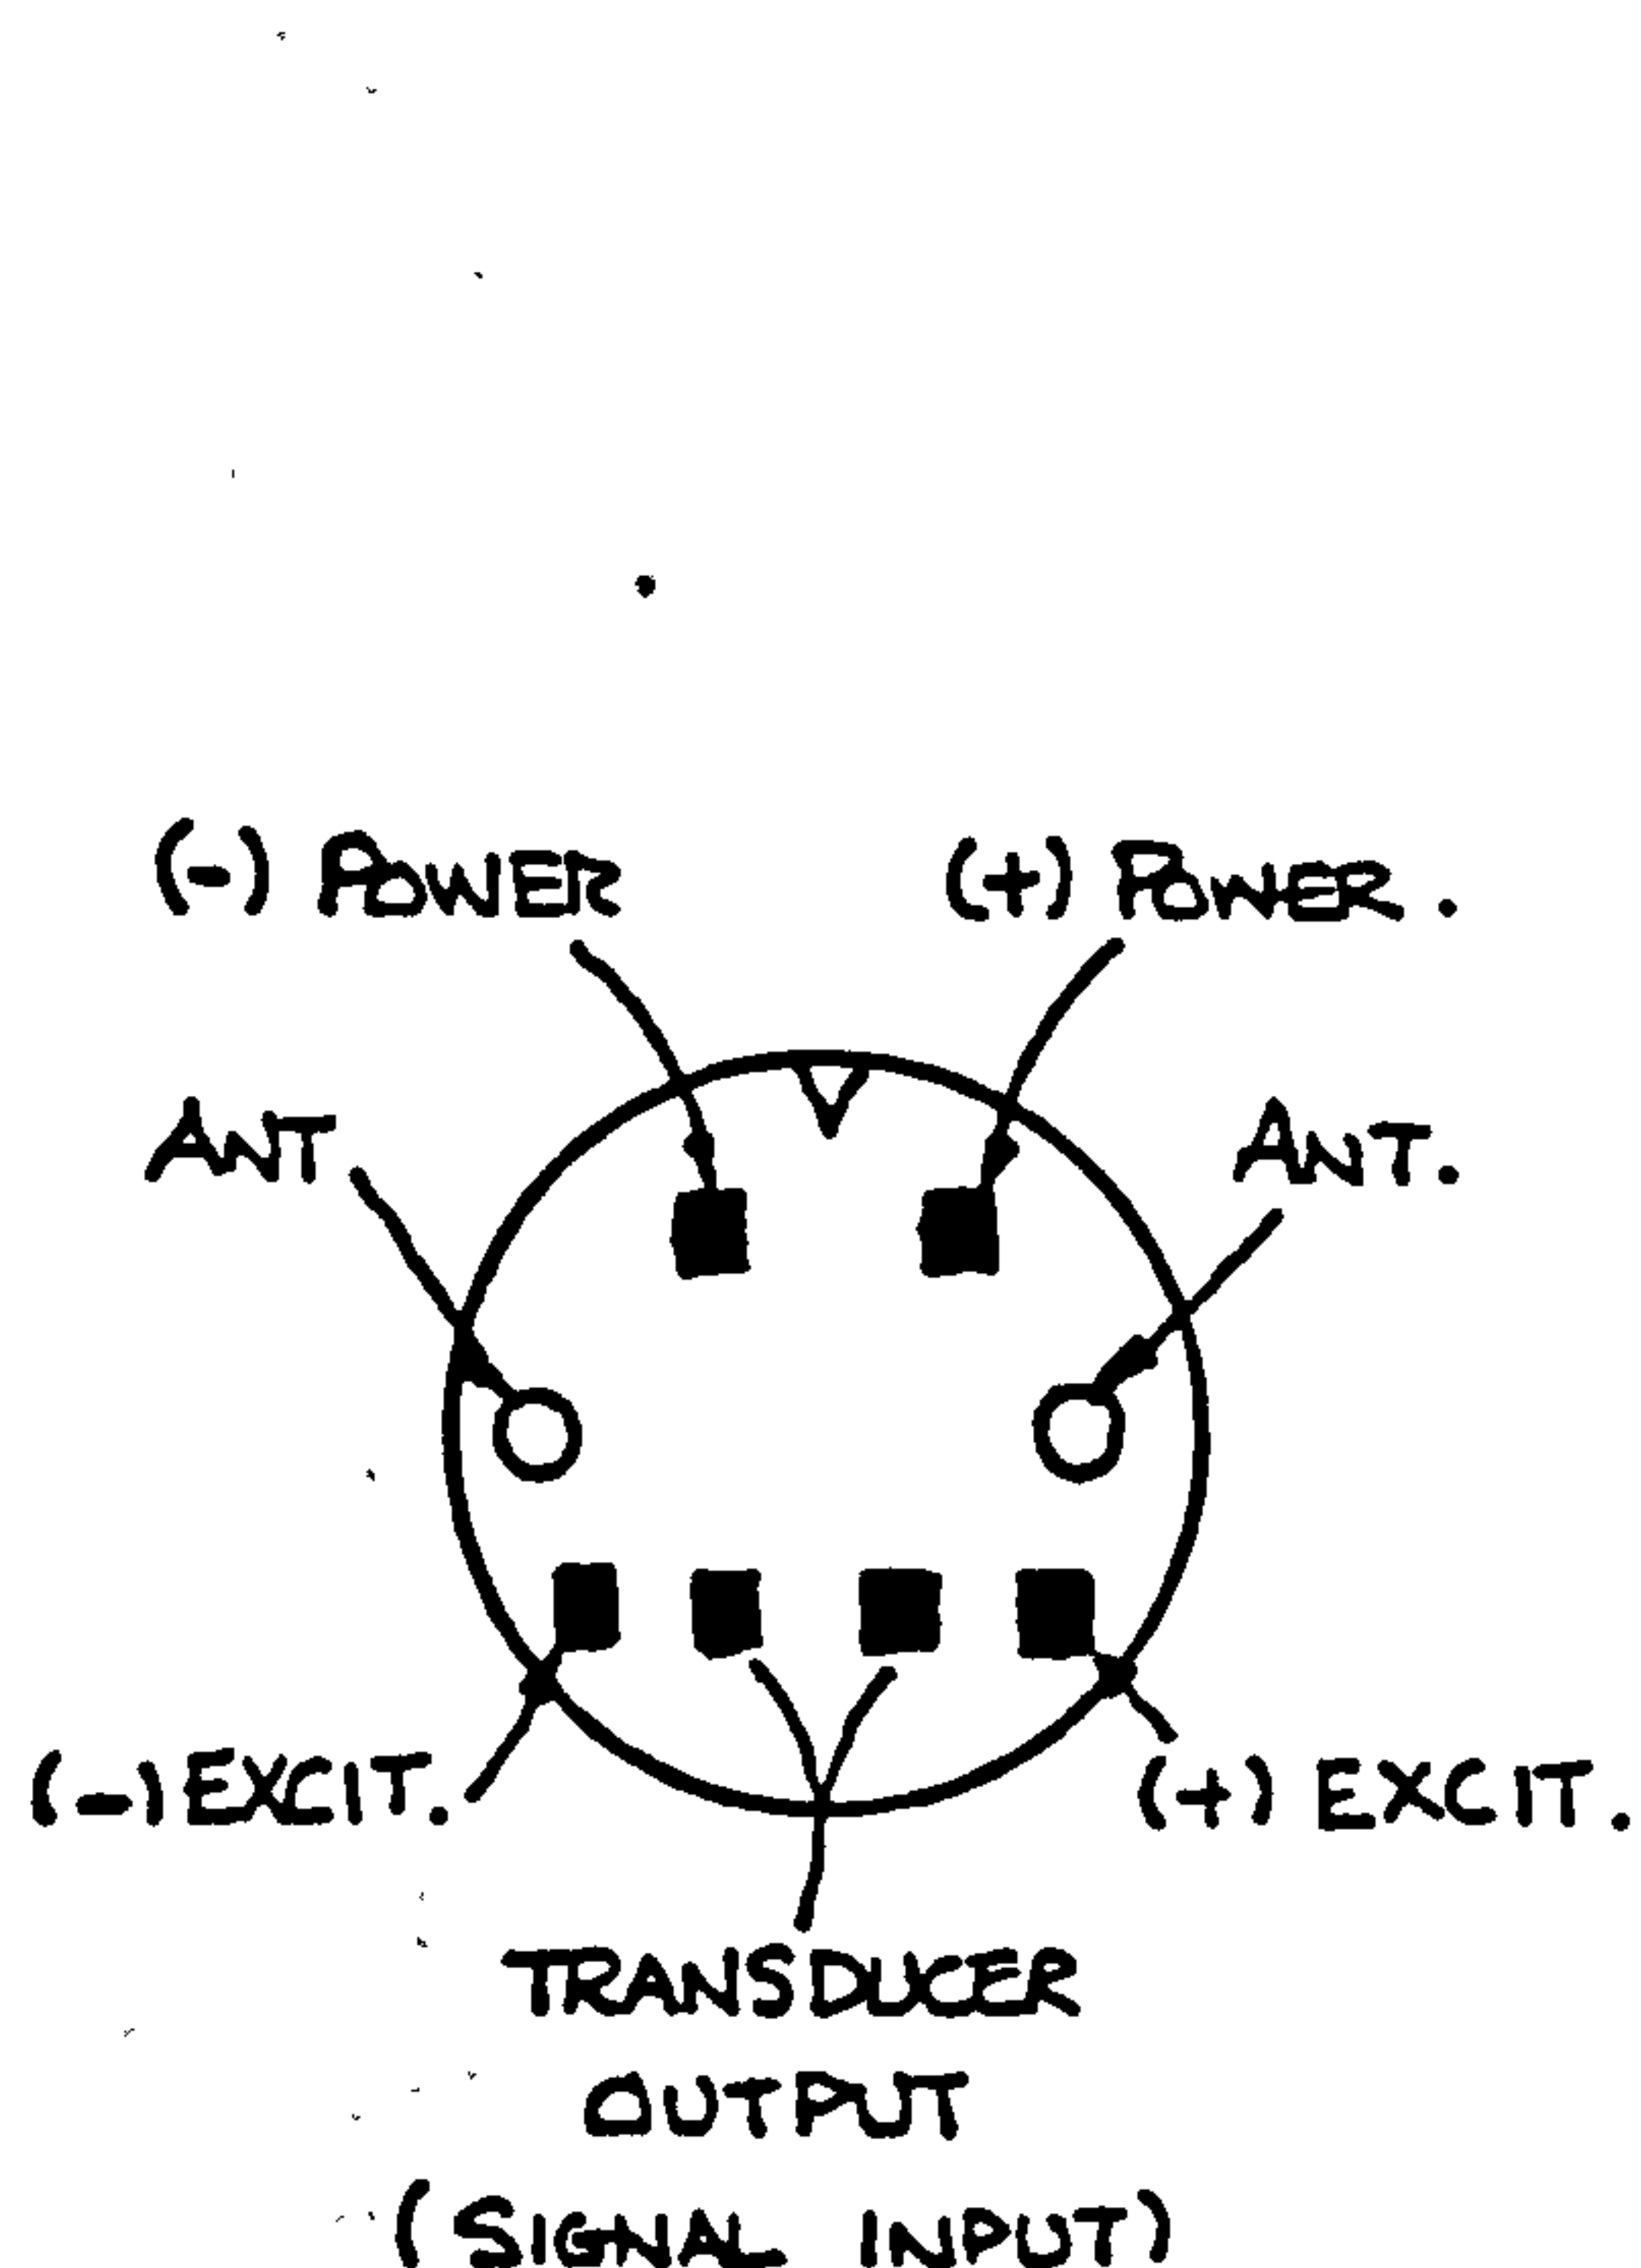 (-) POWER
(+) POWER.
ANT
ANT.
(-) EXCIT.
(+) EXCIT.
TRANSDUCER
OUTPUT
(SIGNAL INPUT)